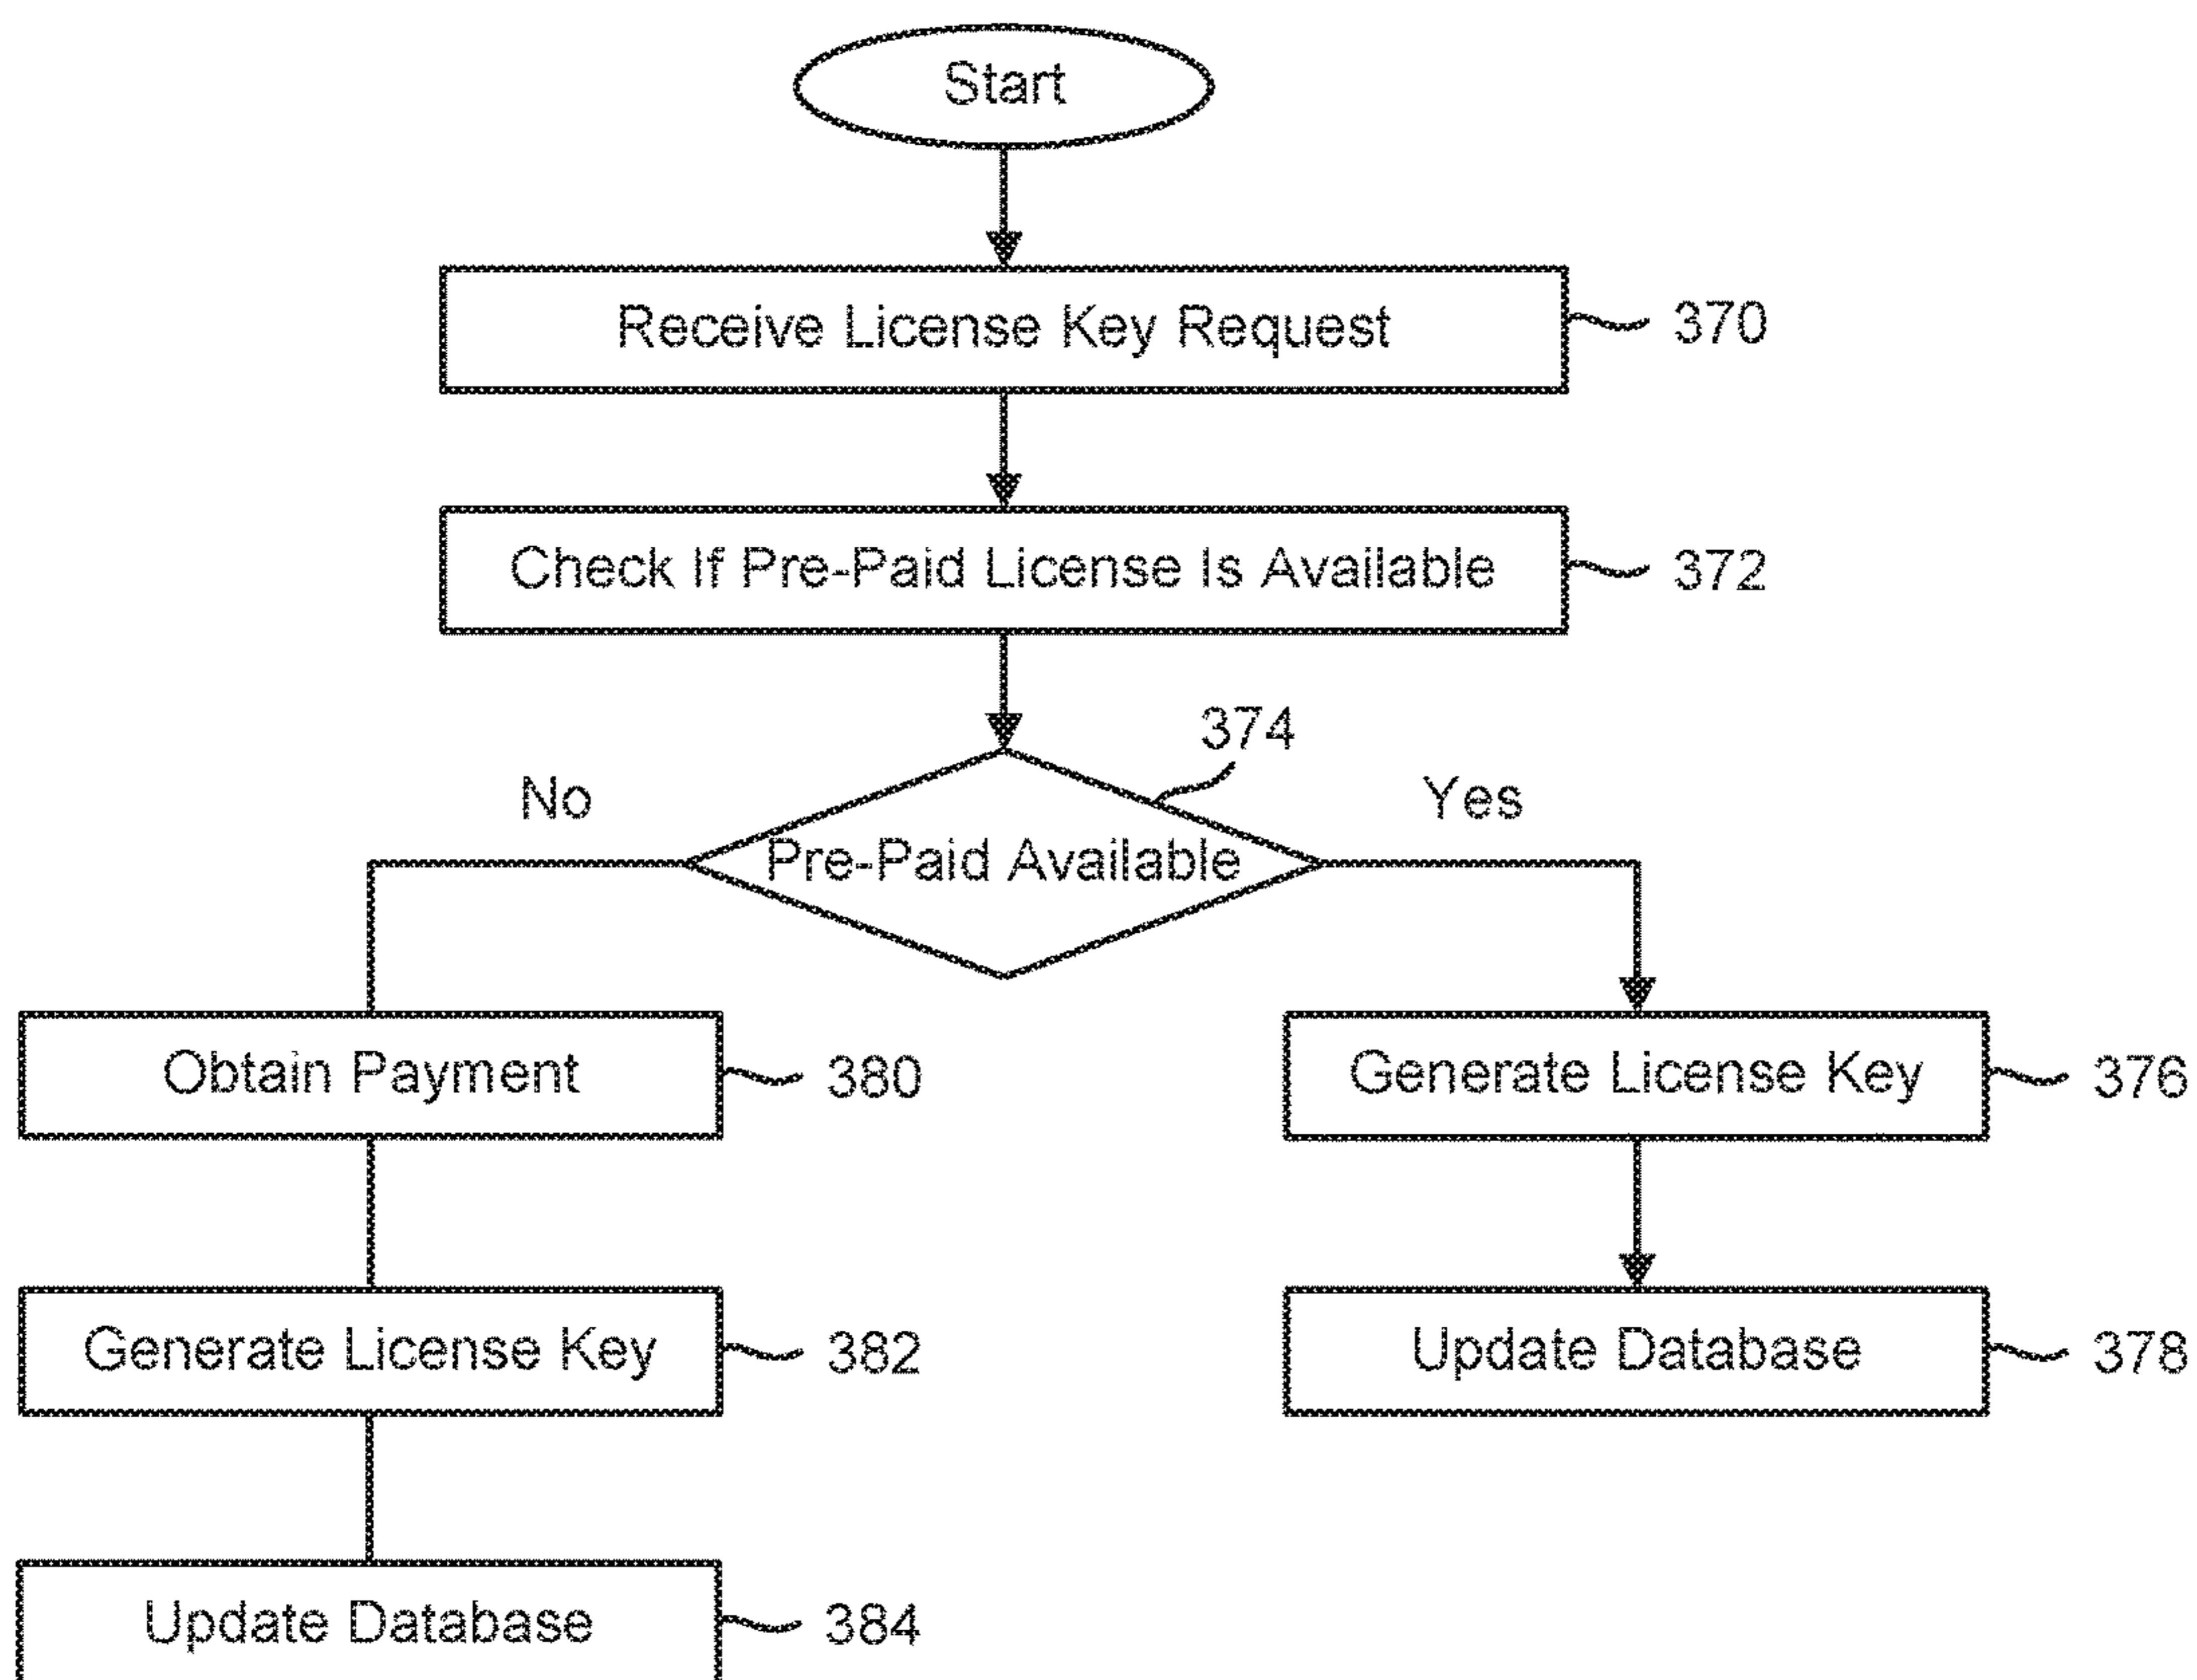 Start
Receive License Key Request
370
Check If Pre-Paid License Is Available
372
374
No
Yes
Pre-Paid Available
Obtain Payment
380
Generate License Key
376
Generate License Key
382
Update Database
378
Update Database
384